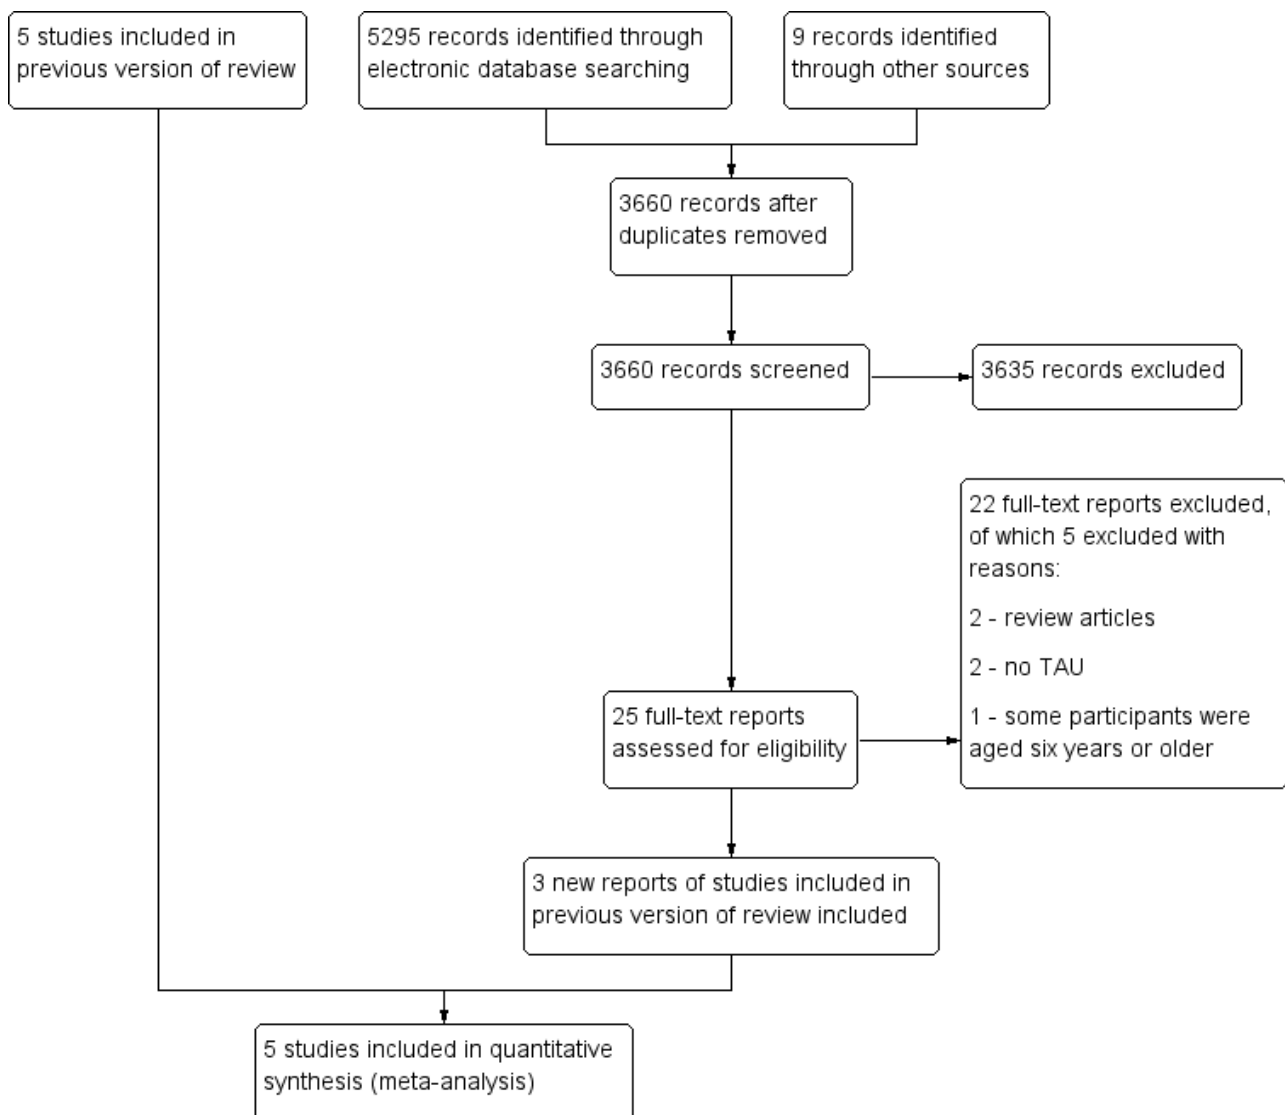 5 studies included in
previous version of review
5295 records identified through
electronic database searching
9 records identified
through other sources
3660 records after
duplicates removed
3660 records screened
3635 records excluded
22 full-text reports excluded,
of which 5 excluded with
reasons:
2 - review articles
2 - no TAU
1 - some participants were
aged six years or older
25 full-text reports
assessed for eligibility
3 new reports of studies included in
previous version of review included
5 studies included in quantitative
synthesis (meta-analysis)